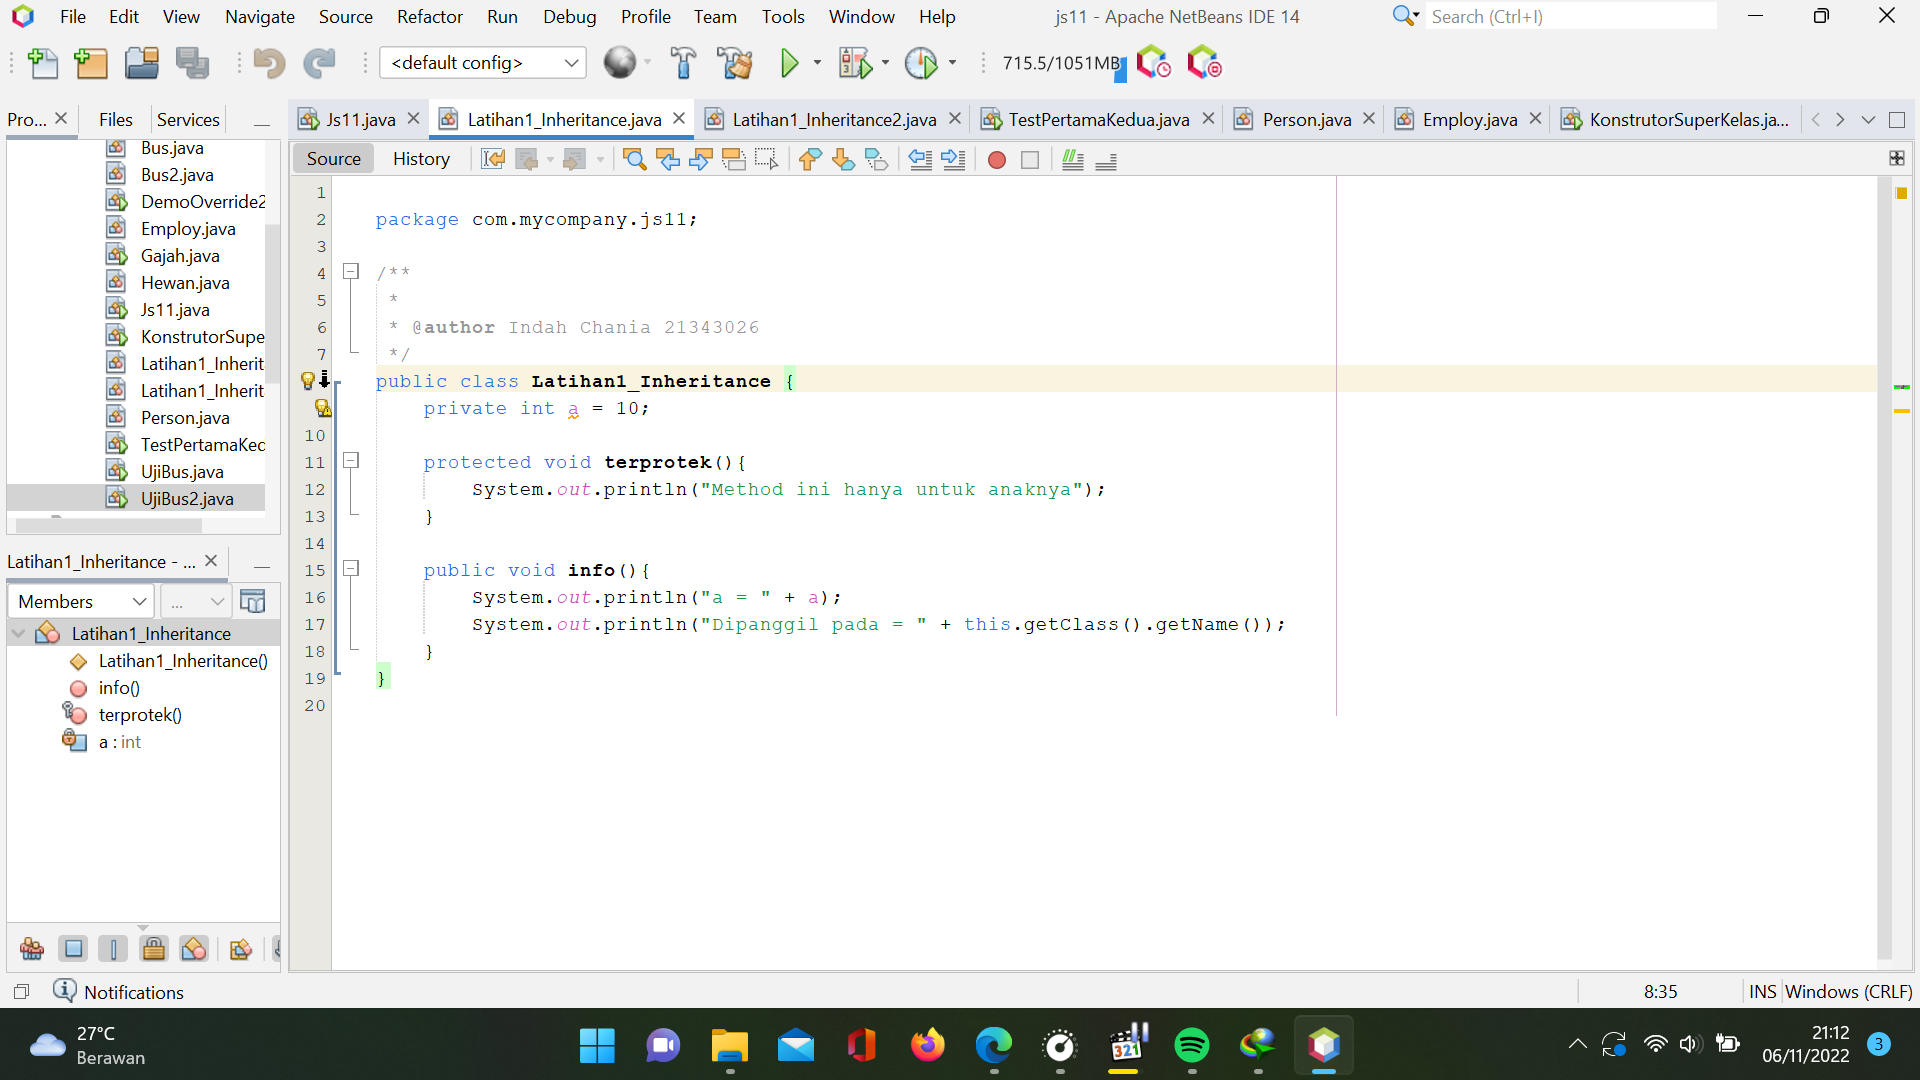 File Edit View Navigate Source Refactor Run Debug Profile Team Tools Window Help js11 - Apache NetBeans IDE 14 Search (Ctrl+I)
<default config> 715.5/1051MB
Pro... Files Services
Js11.java Latihan1_Inheritance.java Latihan1_Inheritance2.java TestPertamaKedua.java Person.java Employ.java KonstrutorSuperKelas.ja...
Source History
Bus.java
Bus2.java
DemoOverride2
Employ.java
Gajah.java
Hewan.java
Js11.java
KonstrutorSupe
Latihan1_Inherit
Latihan1_Inherit
Person.java
TestPertamaKed
UjiBus.java
UjiBus2.java
Latihan1_Inheritance - ...
Members ...
Latihan1_Inheritance
Latihan1_Inheritance()
info()
terprotek()
a : int
1
2 package com.mycompany.js11;
3
4 /**
5 *
6 * @author Indah Chania 21343026
7 */
public class Latihan1_Inheritance {
private int a = 10;
10
11 protected void terprotek(){
12 System.out.println("Method ini hanya untuk anaknya");
13 }
14
15 public void info(){
16 System.out.println("a = " + a);
17 System.out.println("Dipanggil pada = " + this.getClass().getName());
18 }
19 }
20
Notifications 8:35 INS Windows (CRLF)
27°C
Berawan
321
21:12
06/11/2022
3